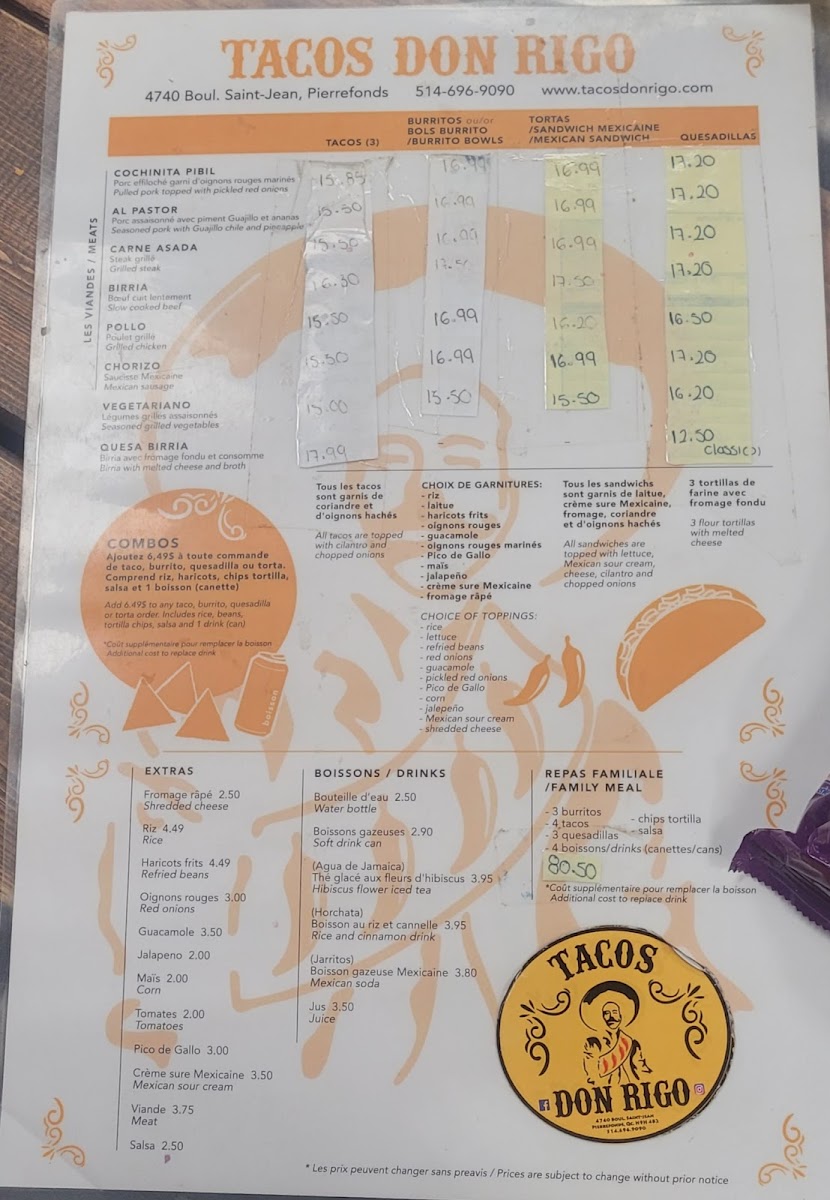 TACOS DON RIGO
4740 Boul. Saint-Jean, Pierrefonds 514-696-9090 www.tacosdonrigo.com
TACOS (3)
BURRITOS ou/or
BOLS BURRITO
/BURRITO BOWLS
TORTAS
/SANDWICH MEXICAINE
/MEXICAN SANDWICH
QUESADILLAS
LES VIANDES / MEATS
COCHINITA PIBIL 15.85 16.99 16.99 17.20
Porc effiloché garni d'oignons rouges marinés
Pulled pork topped with pickled red onions
AL PASTOR 15.50 16.99 16.99 17.20
Porc assaisonné avec piment Guajillo et ananas
Seasoned pork with Guajillo chile and pineapple
CARNE ASADA 15.50 16.99 16.99 17.20
Steak grillé
Grilled steak
BIRRIA 16.30 17.50 17.50 17.20
Bœuf cuit lentement
Slow cooked beef
POLLO 15.50 16.99 16.20 16.50
Poulet grillé
Grilled chicken
CHORIZO 15.50 16.99 16.99 17.20
Saucisse Mexicaine
Mexican sausage
VEGETARIANO 15.00 15.50 15.50 16.20
Légumes grillés assaisonnés
Seasoned grilled vegetables
QUESA BIRRIA 17.99 12.50
Birria avec fromage fondu et consomme
Birria with melted cheese and broth
Tous les tacos
sont garnis de
coriandre et
d'oignons hachés
All tacos are topped
with cilantro and
chopped onions
CHOIX DE GARNITURES:
- riz
- laitue
- haricots frits
- oignons rouges
- guacamole
- oignons rouges marinés
- Pico de Gallo
- maïs
- jalapeño
- crème sure Mexicaine
- fromage râpé
CHOICE OF TOPPINGS:
- rice
- lettuce
- refried beans
- red onions
- guacamole
- pickled red onions
- Pico de Gallo
- corn
- jalepeño
- Mexican sour cream
- shredded cheese
Tous les sandwichs
sont garnis de laitue,
crème sure Mexicaine,
fromage, coriandre
et d'oignons hachés
All sandwiches are
topped with lettuce,
Mexican sour cream,
cheese, cilantro and
chopped onions
3 tortillas de
farine avec
fromage fondu
3 flour tortillas
with melted
cheese
COMBOS
Ajoutez 6,49$ à toute commande
de taco, burrito, quesadilla ou torta.
Comprend riz, haricots, chips tortilla,
salsa et 1 boisson (canette)
Add 6.49$ to any taco, burrito, quesadilla
or torta order. Includes rice, beans,
tortilla chips, salsa and 1 drink (can)
*Coût supplémentaire pour remplacer la boisson
Additional cost to replace drink
boisson
EXTRAS
Fromage râpé 2.50
Shredded cheese
Riz 4.49
Rice
Haricots frits 4.49
Refried beans
Oignons rouges 3.00
Red onions
Guacamole 3.50
Jalapeno 2.00
Maïs 2.00
Corn
Tomates 2.00
Tomatoes
Pico de Gallo 3.00
Crème sure Mexicaine 3.50
Mexican sour cream
Viande 3.75
Meat
Salsa 2.50
BOISSONS / DRINKS
Bouteille d'eau 2.50
Water bottle
Boissons gazeuses 2.90
Soft drink can
(Agua de Jamaica)
Thé glacé aux fleurs d'hibiscus 3.95
Hibiscus flower iced tea
(Horchata)
Boisson au riz et cannelle 3.95
Rice and cinnamon drink
(Jarritos)
Boisson gazeuse Mexicaine 3.80
Mexican soda
Jus 3.50
Juice
REPAS FAMILIALE
/FAMILY MEAL
- 3 burritos
- 4 tacos
- 3 quesadillas
- 4 boissons/drinks (canettes/cans)
- chips tortilla
- salsa
80.50
*Coût supplémentaire pour remplacer la boisson
Additional cost to replace drink
TACOS
DON RIGO
4740 BOUL. SAINT-JEAN
PIERREFONDS, QC, H9H 4B2
514.696.9090
* Les prix peuvent changer sans preavis / Prices are subject to change without prior notice